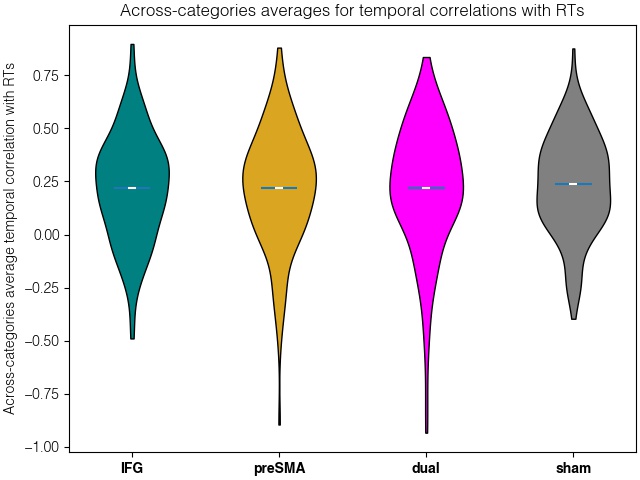 Across-categories averages for temporal correlations with RTs
Across-categories average temporal correlation with RTs
0.75
0.50
0.25
0.00
−0.25
−0.50
−0.75
−1.00
IFG preSMA dual sham